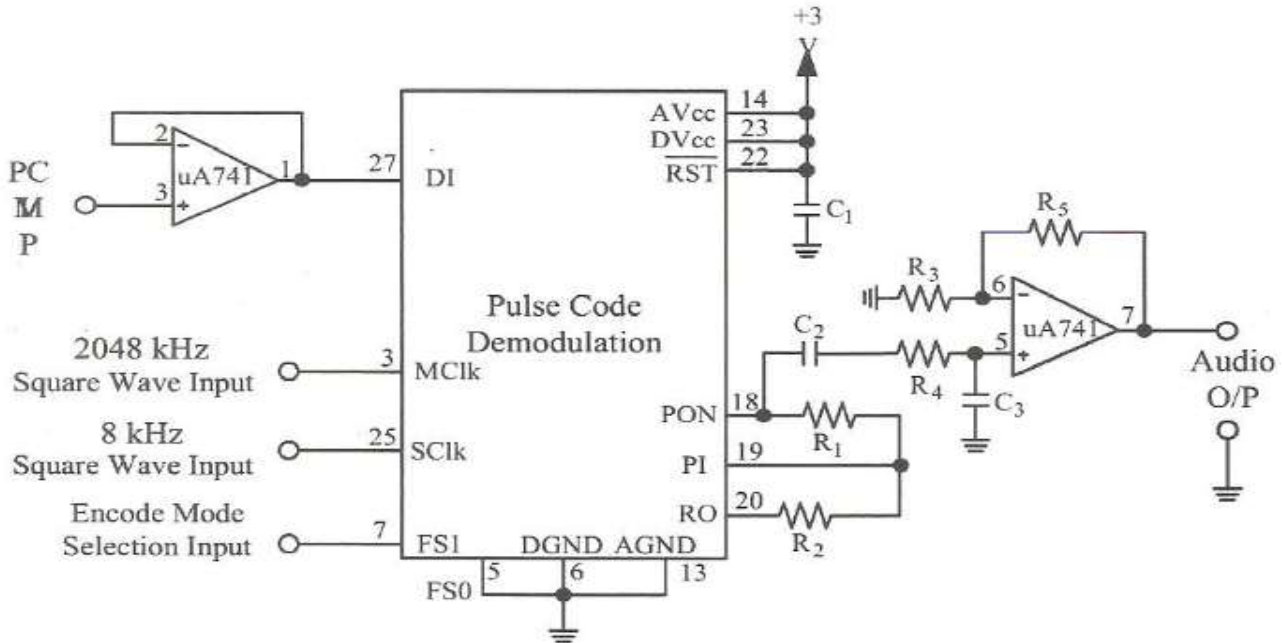 +3
V
AVcc 14
DVcc 23
RST 22
C1
PC
M
P
2
−
uA741
3
+
1
27
DI
Pulse Code
Demodulation
2048 kHz
Square Wave Input
3
MClk
8 kHz
Square Wave Input
25
SClk
Encode Mode
Selection Input
7
FS1
FS0
5
DGND
6
AGND
13
PON 18
PI 19
RO 20
R1
R2
C2
R4
C3
R3
R5
6
−
uA741
5
+
7
Audio
O/P